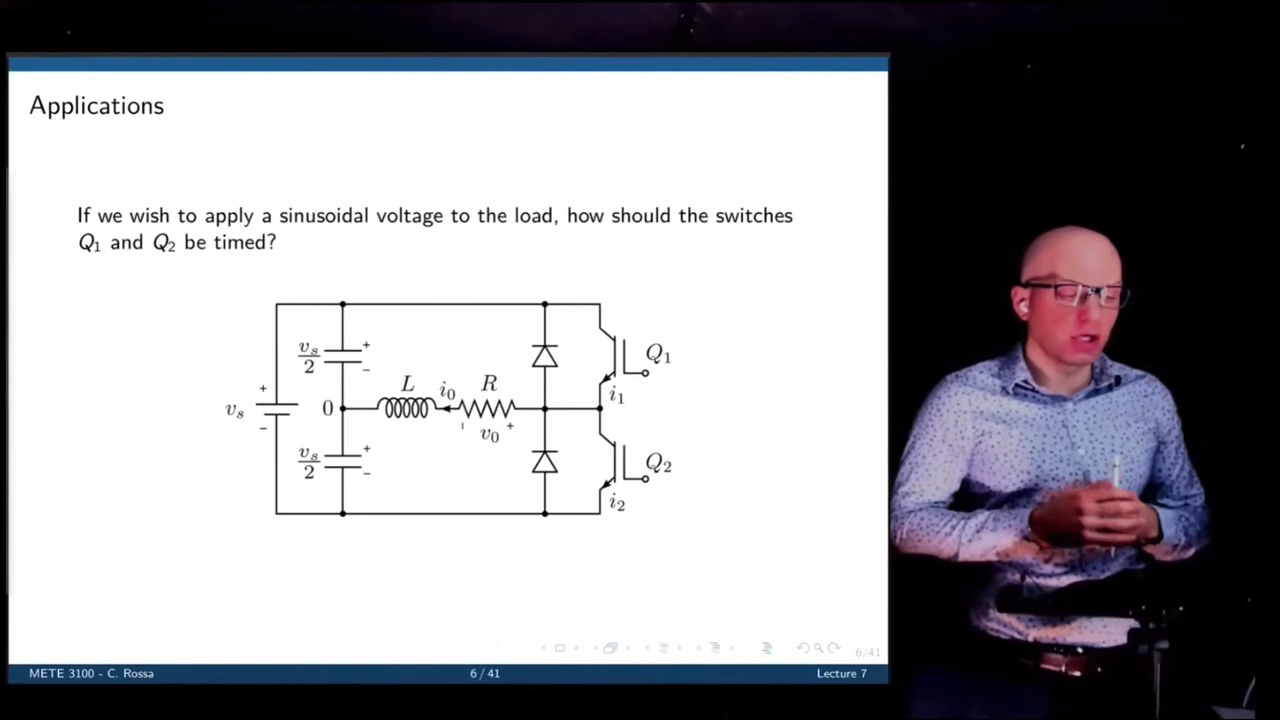 Applications
If we wish to apply a sinusoidal voltage to the load, how should the switches
Q1 and Q2 be timed?
vs/2
+
-
Q1
L
i0
R
i1
+
vs
-
0
- v0 +
vs/2
+
-
Q2
i2
6/41
METE 3100 - C. Rossa
6 / 41
Lecture 7